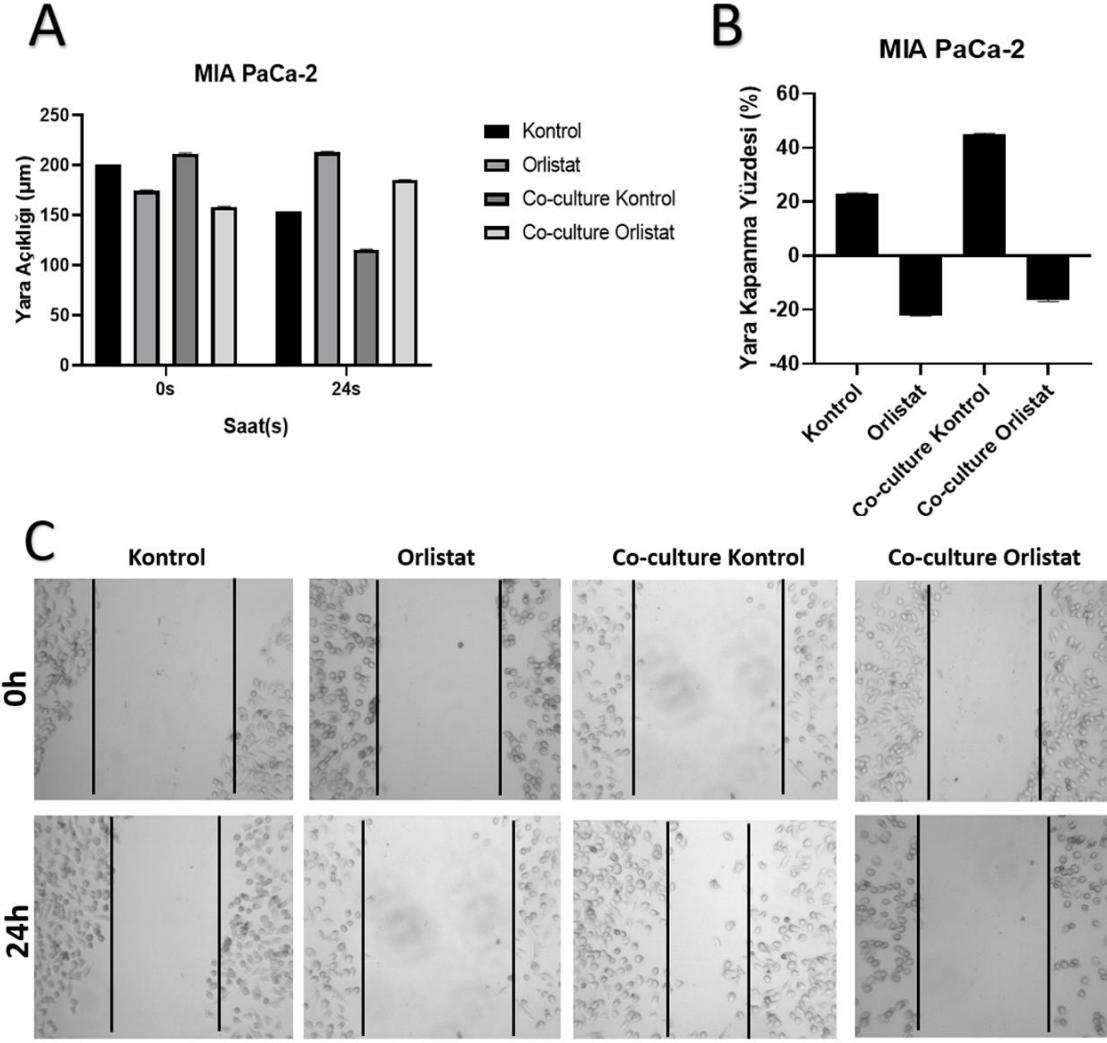 A
MIA PaCa-2
Yara Açıklığı (µm)
250
200
150
100
50
0
0s
24s
Saat(s)
Kontrol
Orlistat
Co-culture Kontrol
Co-culture Orlistat
B
MIA PaCa-2
Yara Kapanma Yüzdesi (%)
60
40
20
0
-20
-40
Kontrol
Orlistat
Co-culture Kontrol
Co-culture Orlistat
C
Kontrol
Orlistat
Co-culture Kontrol
Co-culture Orlistat
0h
24h